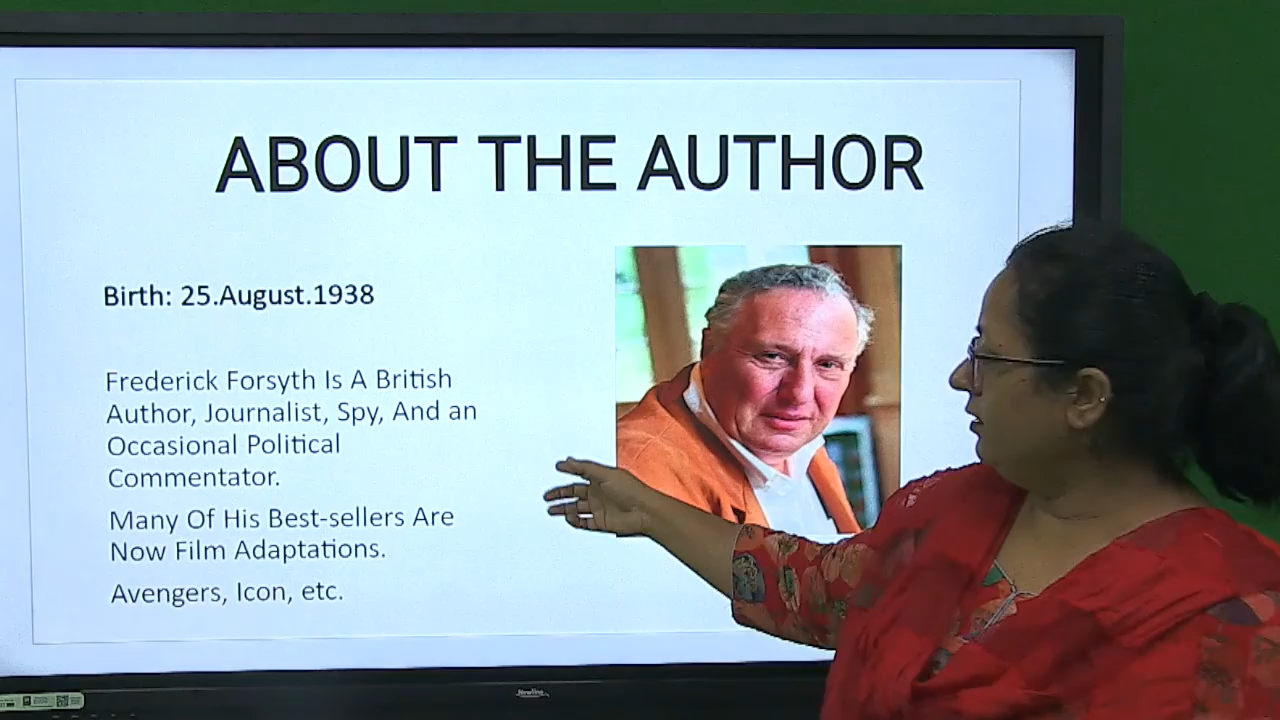 ABOUT THE AUTHOR
Birth: 25.August.1938
Frederick Forsyth Is A British
Author, Journalist, Spy, And an
Occasional Political
Commentator.
Many Of His Best-sellers Are
Now Film Adaptations.
Avengers, Icon, etc.
Newline